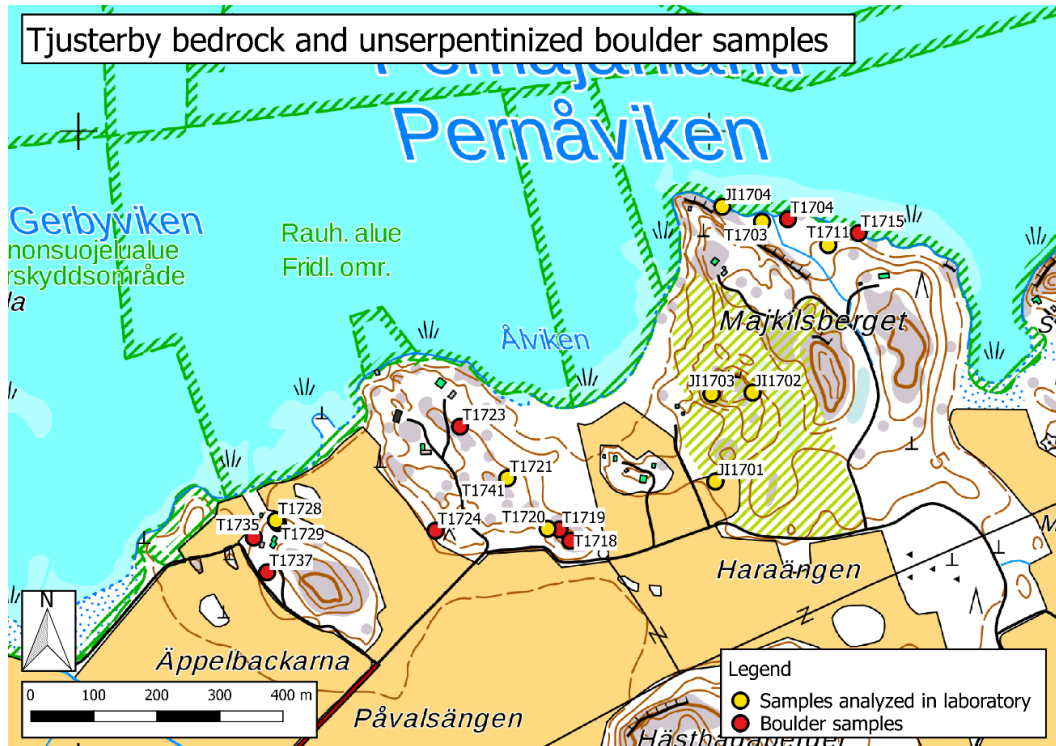 Tjusterby bedrock and unserpentinized boulder samples
Pernåviken
Gerbyviken
nonsuojelualue
rskyddsområde
la
Rauh. alue
Fridl. omr.
Ålviken
JI1704
T1704
T1703
T1711
T1715
Majkilsberget
S
JI1703
JI1702
T1723
T1721
T1741
JI1701
T1728
T1735
T1729
T1724
T1720
T1719
T1718
T1737
5
M
Haraängen
N
Z
Z
Äppelbackarna
Påvalsängen
0 100 200 300 400 m
Legend
Samples analyzed in laboratory
Boulder samples